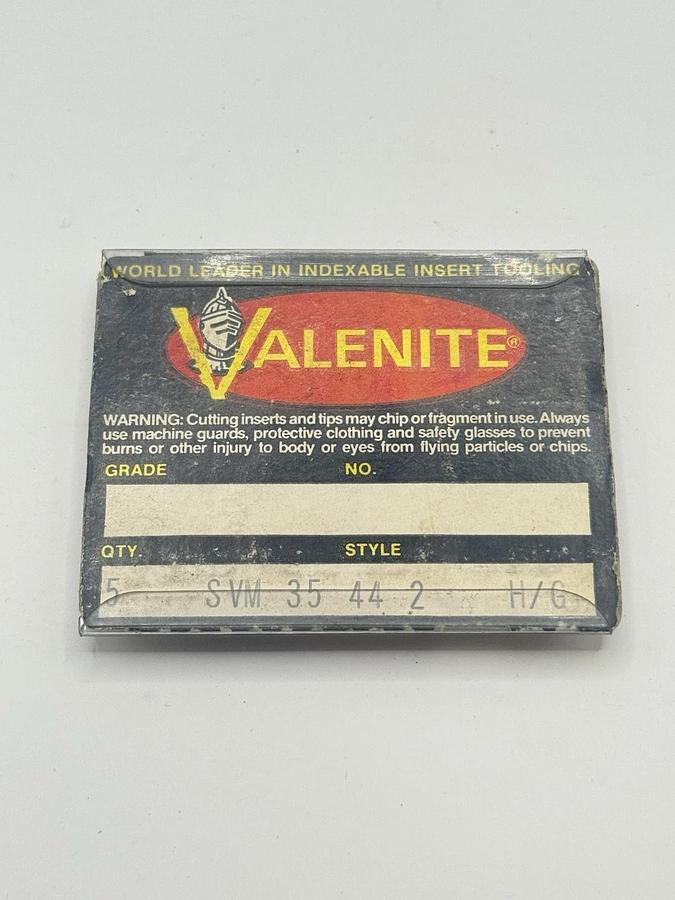 WORLD LEADER IN INDEXABLE INSERT TOOLING
VALENITE®
WARNING: Cutting inserts and tips may chip or fragment in use. Always
use machine guards, protective clothing and safety glasses to prevent
burns or other injury to body or eyes from flying particles or chips.
GRADE NO.
QTY. STYLE
5 SVM 35 44 2 H/G